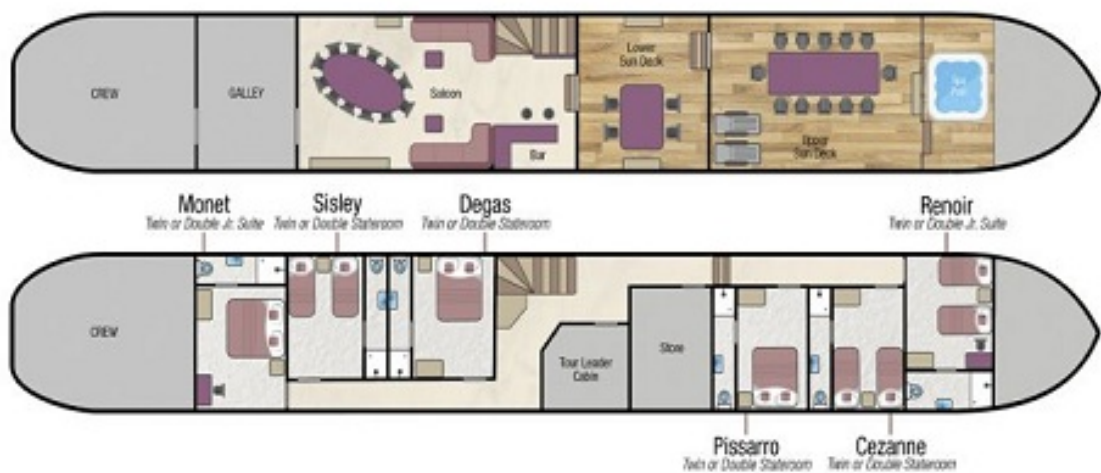 CREW
GALLEY
Saloon
Bar
Lower
Sun Deck
Upper
Sun Deck
Spa
Pool
Monet
Twin or Double Jr. Suite
Sisley
Twin or Double Stateroom
Degas
Twin or Double Stateroom
Renoir
Twin or Double Jr. Suite
CREW
Tour Leader
Cabin
Store
Pissarro
Twin or Double Stateroom
Cezanne
Twin or Double Stateroom